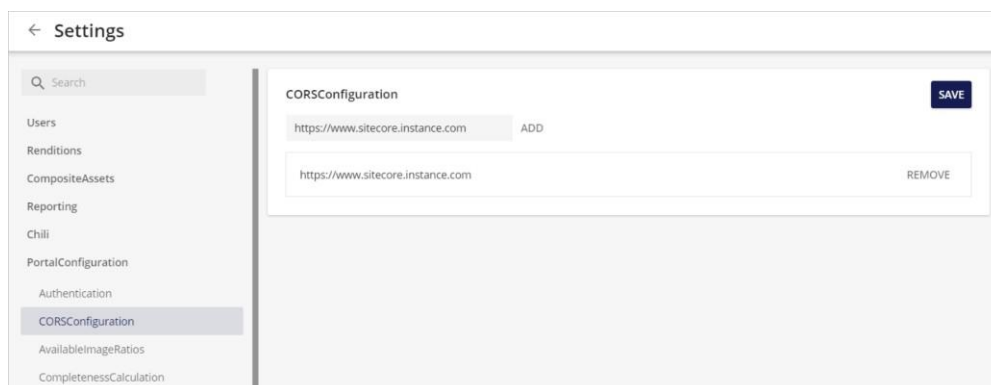 ← Settings
Search
Users
Renditions
CompositeAssets
Reporting
Chili
PortalConfiguration
Authentication
CORSConfiguration
AvailableImageRatios
CompletenessCalculation
CORSConfiguration
SAVE
https://www.sitecore.instance.com ADD
https://www.sitecore.instance.com REMOVE